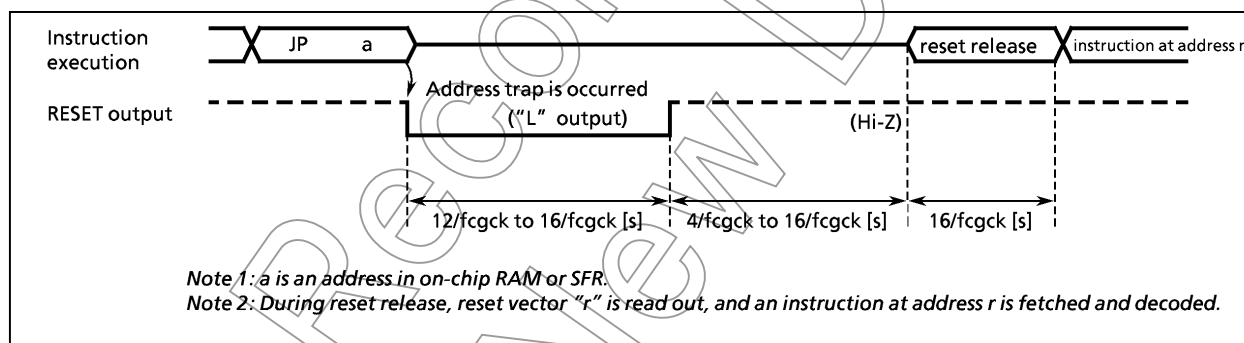 Instruction
execution
JP a
reset release
instruction at address r
Address trap is occurred
RESET output
("L" output)
(Hi-Z)
12/fcgck to 16/fcgck [s]
4/fcgck to 16/fcgck [s]
16/fcgck [s]
Note 1: a is an address in on-chip RAM or SFR.
Note 2: During reset release, reset vector "r" is read out, and an instruction at address r is fetched and decoded.